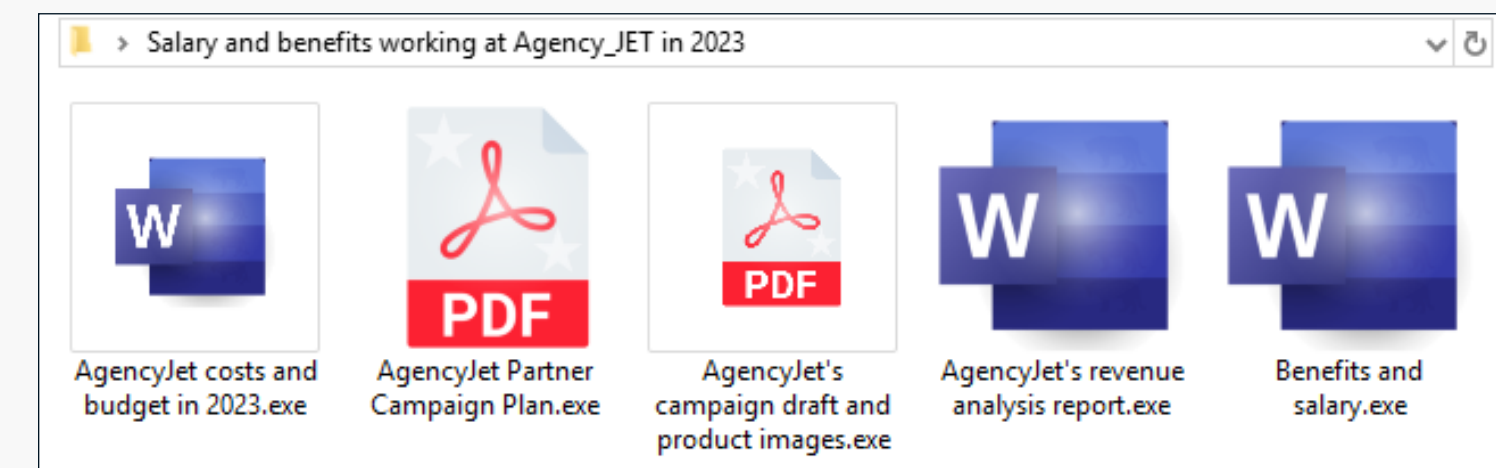 > Salary and benefits working at Agency_JET in 2023
W
PDF
PDF
W
W
AgencyJet costs and
budget in 2023.exe
AgencyJet Partner
Campaign Plan.exe
AgencyJet's
campaign draft and
product images.exe
AgencyJet's revenue
analysis report.exe
Benefits and
salary.exe